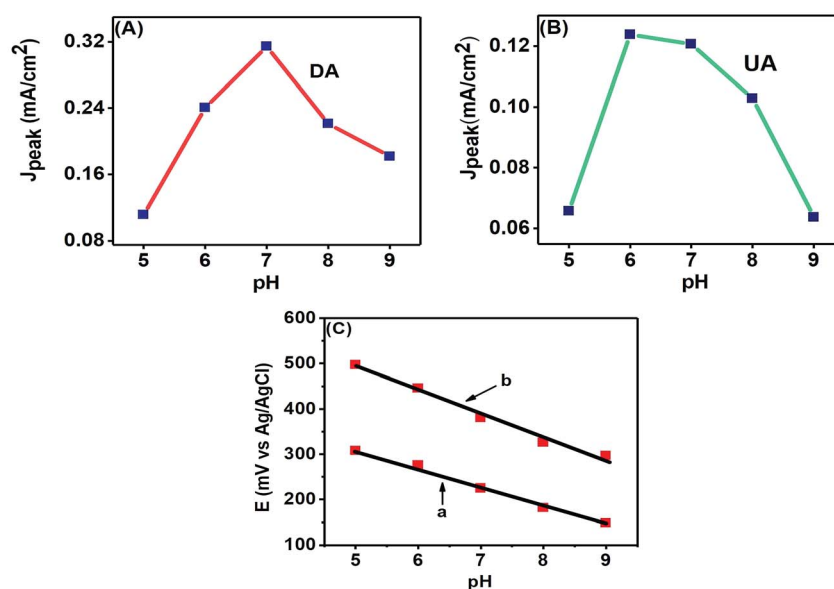 (A)
DA
Jpeak (mA/cm²)
0.32
0.24
0.16
0.08
5 6 7 8 9
pH
(B)
UA
Jpeak(mA/cm²)
0.12
0.10
0.08
0.06
5 6 7 8 9
pH
(C)
b
a
E (mV vs Ag/AgCl)
600
500
400
300
200
100
5 6 7 8 9
pH